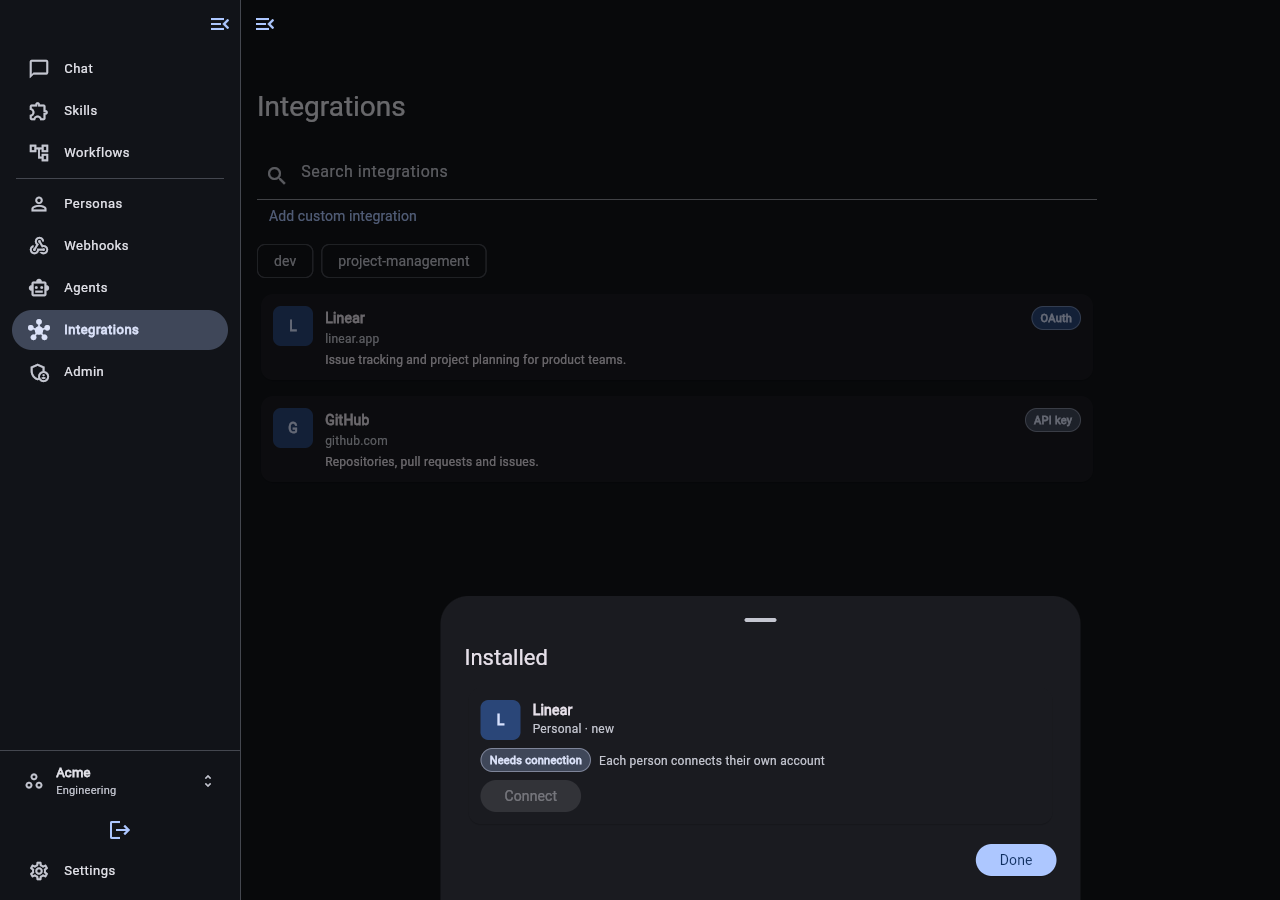 Chat
Skills
Workflows
Personas
Webhooks
Agents
Integrations
Admin
Acme
Engineering
Settings
Integrations
Search integrations
Add custom integration
dev
project-management
L
Linear
OAuth
linear.app
Issue tracking and project planning for product teams.
G
GitHub
API key
github.com
Repositories, pull requests and issues.
Installed
L
Linear
Personal · new
Needs connection
Each person connects their own account
Connect
Done